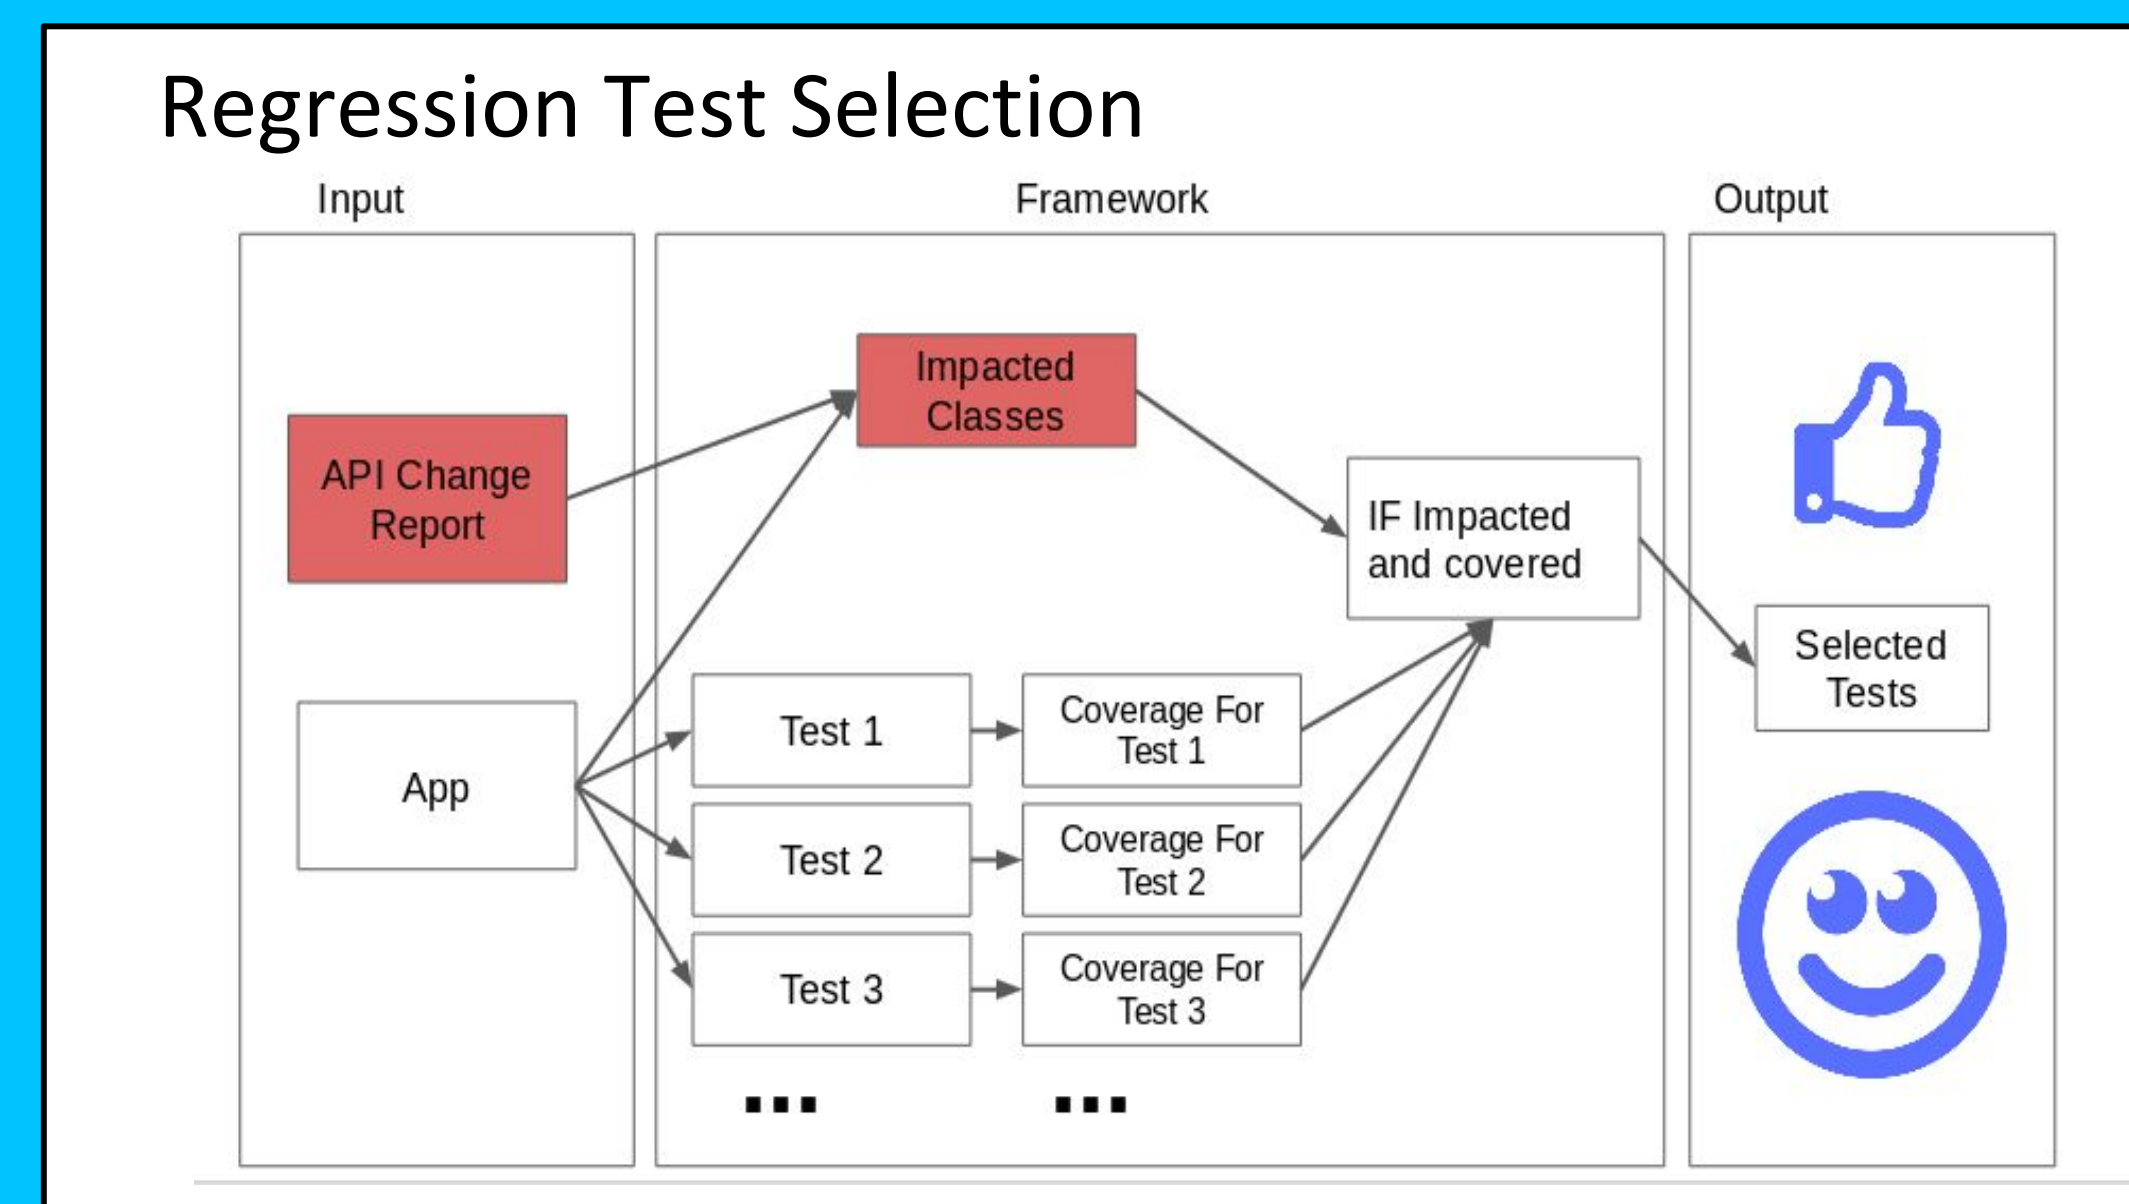 Regression Test Selection
Input
Framework
Output
API Change
Report
App
Impacted
Classes
Test 1
Coverage For
Test 1
Test 2
Coverage For
Test 2
Test 3
Coverage For
Test 3
...
...
IF Impacted
and covered
Selected
Tests